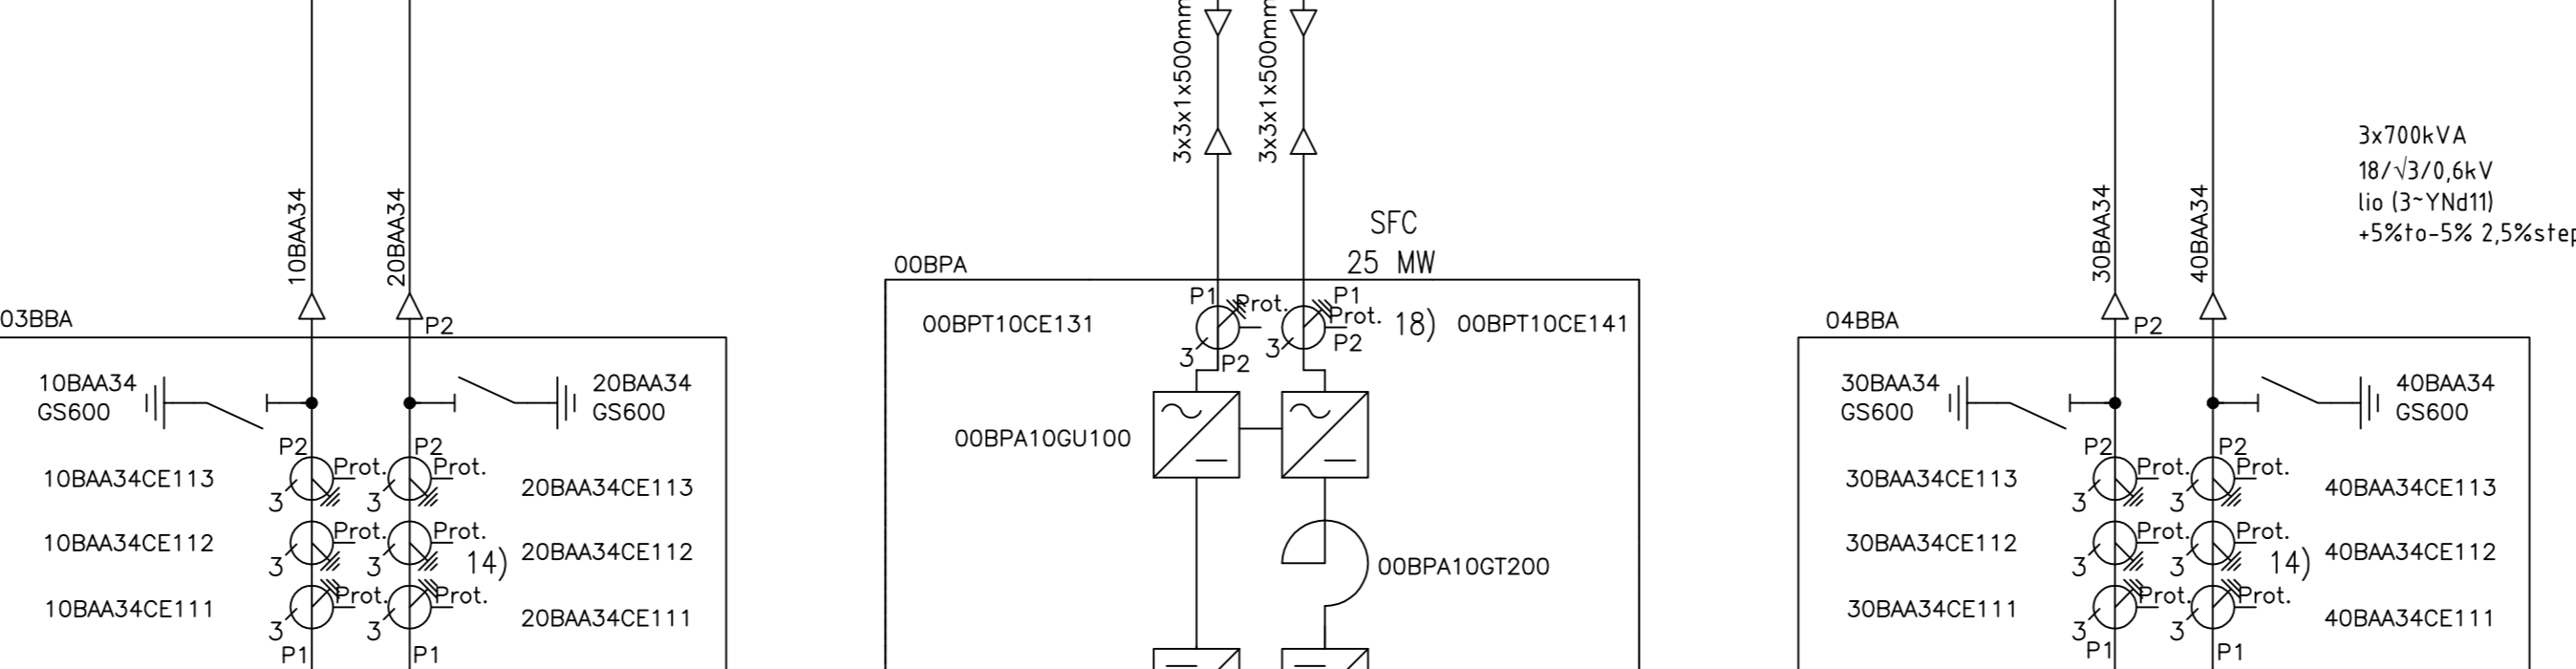 10BAA34
20BAA34
03BBA
P2
10BAA34
GS600
20BAA34
GS600
P2
P2
10BAA34CE113
Prot.
Prot.
20BAA34CE113
3
3
10BAA34CE112
Prot.
Prot.
20BAA34CE112
3
3
14)
10BAA34CE111
Prot.
Prot.
20BAA34CE111
3
3
P1
P1
3x3x1x500mm
3x3x1x500mm
SFC
25 MW
00BPA
P1
Prot.
P1
Prot.
00BPT10CE131
18)
00BPT10CE141
3
P2
3
P2
00BPA10GU100
00BPA10GT200
30BAA34
40BAA34
3x700kVA
18/√3/0,6kV
lio (3~YNd11)
+5%to-5% 2,5%step
04BBA
P2
30BAA34
GS600
40BAA34
GS600
P2
P2
30BAA34CE113
Prot.
Prot.
40BAA34CE113
3
3
30BAA34CE112
Prot.
Prot.
40BAA34CE112
3
3
14)
30BAA34CE111
Prot.
Prot.
40BAA34CE111
3
3
P1
P1